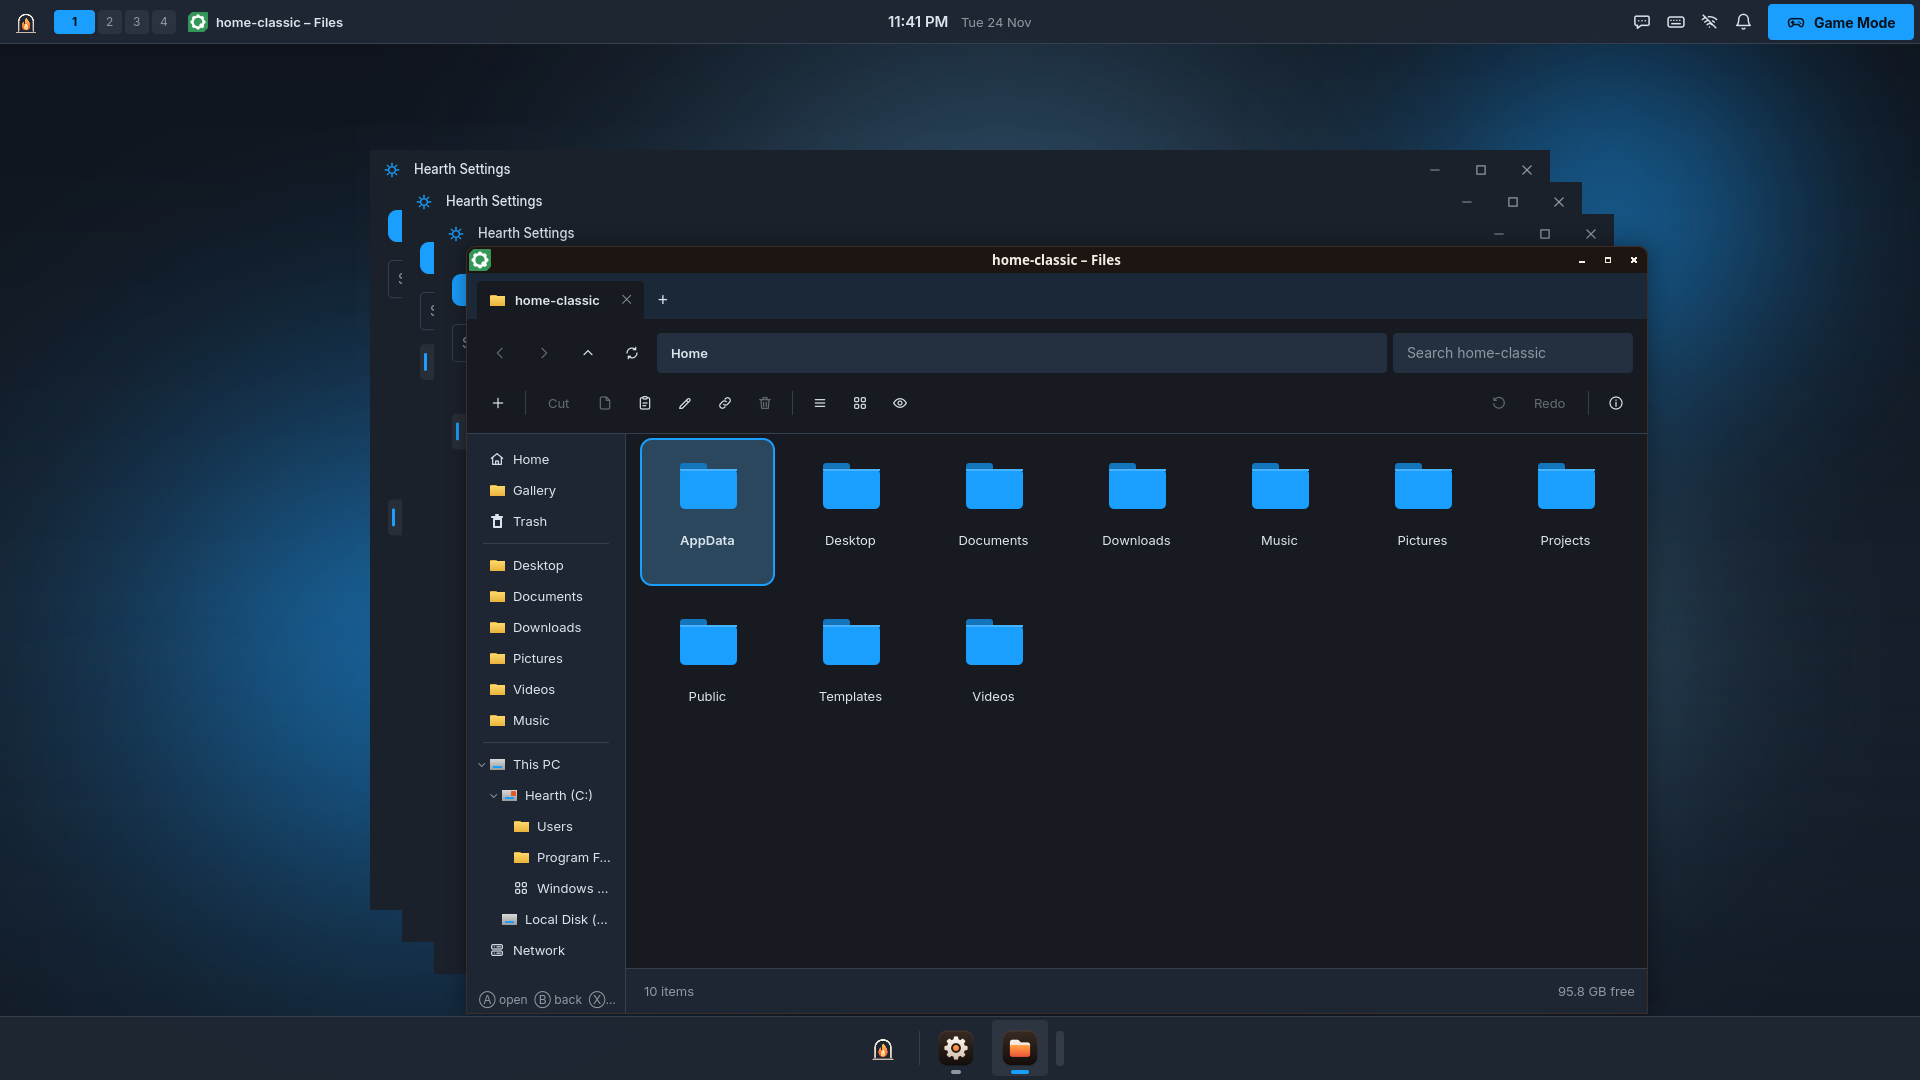 1 2 3 4 home-classic – Files 11:41 PM Tue 24 Nov Game Mode
Hearth Settings
Hearth Settings
Hearth Settings
home-classic – Files
home-classic
Home Search home-classic
Cut Redo
Home
Gallery
Trash
Desktop
Documents
Downloads
Pictures
Videos
Music
This PC
Hearth (C:)
Users
Program F...
Windows ...
Local Disk (...
Network
A open B back X...
AppData Desktop Documents Downloads Music Pictures Projects
Public Templates Videos
10 items 95.8 GB free